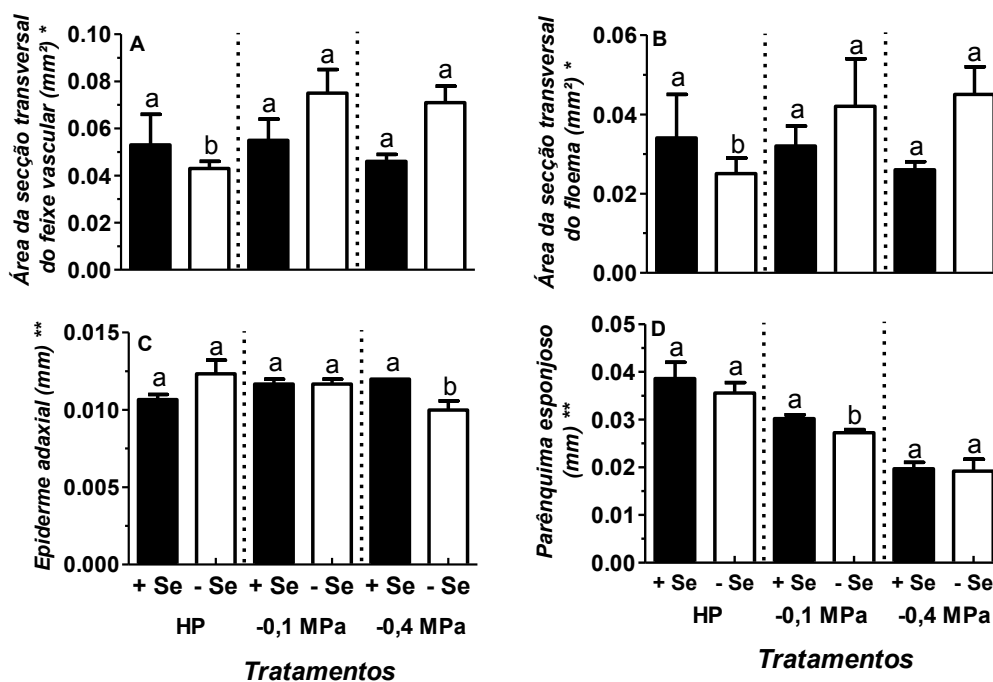 A
Área da secção transversal
do feixe vascular (mm²) *
0.10
0.08
0.06
0.04
0.02
0.00
a
b
a
a
a
a
B
Área da secção transversal
do floema (mm²) *
0.06
0.04
0.02
0.00
a
b
a
a
a
a
C
Epiderme adaxial (mm) **
0.015
0.010
0.005
0.000
a
a
a
a
a
b
+ Se - Se + Se - Se + Se - Se
HP -0,1 MPa -0,4 MPa
Tratamentos
D
Parênquima esponjoso
(mm) **
0.05
0.04
0.03
0.02
0.01
0.00
a
a
a
b
a
a
+ Se - Se + Se - Se + Se - Se
HP -0,1 MPa -0,4 MPa
Tratamentos